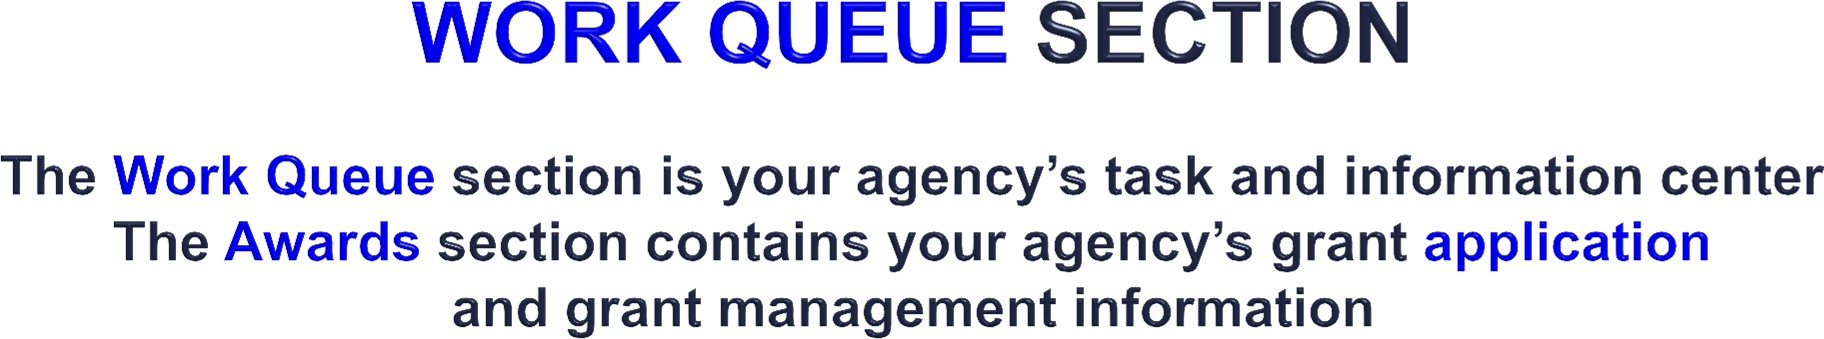 WORK QUEUE SECTION
The Work Queue section is your agency’s task and information center
The Awards section contains your agency’s grant application
and grant management information